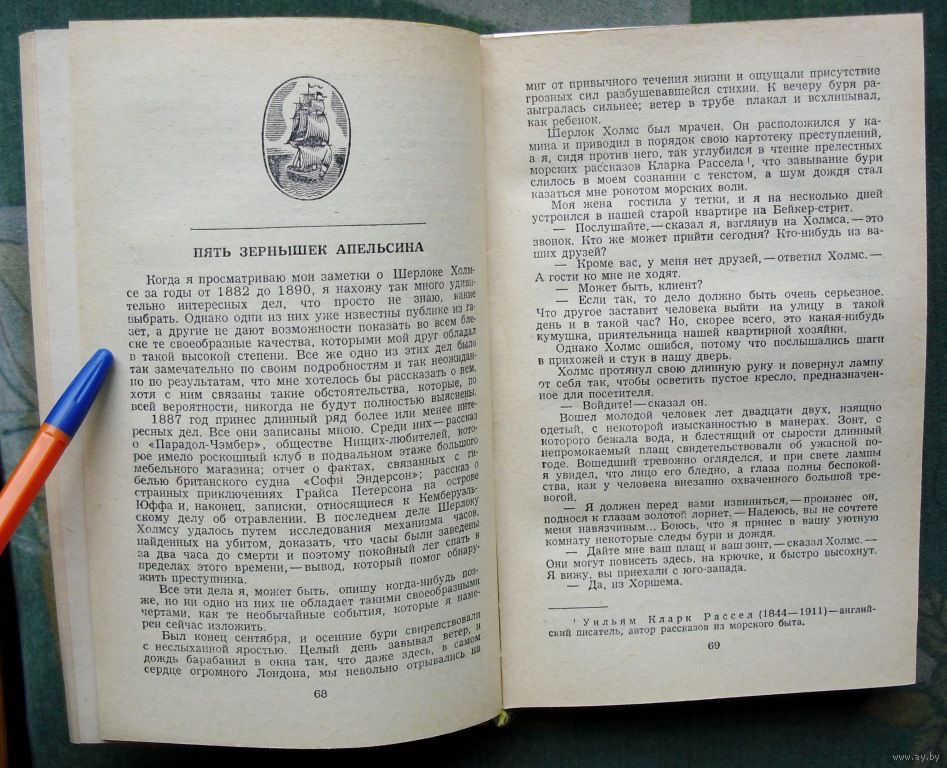 ПЯТЬ ЗЕРНЫШЕК АПЕЛЬСИНА
Когда я просматриваю мои заметки о Шерлоке Холм-
се за годы от 1882 до 1890, я нахожу так много удиви-
тельно интересных дел, что просто не знаю, какие
выбрать. Однако одни из них уже известны публике из га-
зет, а другие не дают возможности показать во всем бле-
ске те своеобразные качества, которыми мой друг обладал
в такой высокой степени. Все же одно из этих дел было
так замечательно по своим подробностям и так неожидан-
но по результатам, что мне хотелось бы рассказать о нем,
хотя с ним связаны такие обстоятельства, которые, по
всей вероятности, никогда не будут полностью выяснены.
1887 год принес длинный ряд более или менее инте-
ресных дел. Все они записаны мною. Среди них — рассказ
о «Парадол-Чэмбер», обществе Нищих-любителей, кото-
рое имело роскошный клуб в подвальном этаже большого
мебельного магазина; отчет о фактах, связанных с ги-
белью британского судна «Софи Эндерсон»; рассказ о
странных приключениях Грайса Петерсона на острове
Юффа и, наконец, записки, относящиеся к Кемберуэль-
скому делу об отравлении. В последнем деле Шерлоку
Холмсу удалось путем исследования механизма часов,
найденных на убитом, доказать, что часы были заведены
за два часа до смерти и поэтому покойный лег спать в
пределах этого времени, — вывод, который помог обнару-
жить преступника.
Все эти дела я, может быть, опишу когда-нибудь поз-
же, но ни одно из них не обладает такими своеобразными
чертами, как те необычайные события, которые я наме-
рен сейчас изложить.
Был конец сентября, и осенние бури свирепствовали
с неслыханной яростью. Целый день завывал ветер, и
дождь барабанил в окна так, что даже здесь, в самом
сердце огромного Лондона, мы невольно отрывались на
68
миг от привычного течения жизни и ощущали присутствие
грозных сил разбушевавшейся стихии. К вечеру буря ра-
зыгралась сильнее; ветер в трубе плакал и всхлипывал,
как ребенок.
Шерлок Холмс был мрачен. Он расположился у ка-
мина и приводил в порядок свою картотеку преступлений,
а я, сидя против него, так углубился в чтение прелестных
морских рассказов Кларка Рассела¹, что завывание бури
слилось в моем сознании с текстом, а шум дождя стал
казаться мне рокотом морских волн.
Моя жена гостила у тетки, и я на несколько дней
устроился в нашей старой квартире на Бейкер-стрит.
— Послушайте, — сказал я, взглянув на Холмса, — это
звонок. Кто же может прийти сегодня? Кто-нибудь из ва-
ших друзей?
— Кроме вас, у меня нет друзей, — ответил Холмс. —
А гости ко мне не ходят.
— Может быть, клиент?
— Если так, то дело должно быть очень серьезное.
Что другое заставит человека выйти на улицу в такой
день и в такой час? Но, скорее всего, это какая-нибудь
кумушка, приятельница нашей квартирной хозяйки.
Однако Холмс ошибся, потому что послышались шаги
в прихожей и стук в нашу дверь.
Холмс протянул свою длинную руку и повернул лампу
от себя так, чтобы осветить пустое кресло, предназначен-
ное для посетителя.
— Войдите! — сказал он.
Вошел молодой человек лет двадцати двух, изящно
одетый, с некоторой изысканностью в манерах. Зонт, с
которого бежала вода, и блестящий от сырости длинный
непромокаемый плащ свидетельствовали об ужасной по-
годе. Вошедший тревожно огляделся, и при свете лампы
я увидел, что лицо его бледно, а глаза полны беспокой-
ства, как у человека внезапно охваченного большой тре-
вогой.
— Я должен перед вами извиниться, — произнес он,
поднося к глазам золотой лорнет. — Надеюсь, вы не сочтете
меня навязчивым... Боюсь, что я принес в вашу уютную
комнату некоторые следы бури и дождя.
— Дайте мне ваш плащ и ваш зонт, — сказал Холмс. —
Они могут повисеть здесь, на крючке, и быстро высохнут.
Я вижу, вы приехали с юго-запада.
— Да, из Хоршема.
¹ Уильям Кларк Рассел (1844—1911) — англий-
ский писатель, автор рассказов из морского быта.
69
www.ay.by